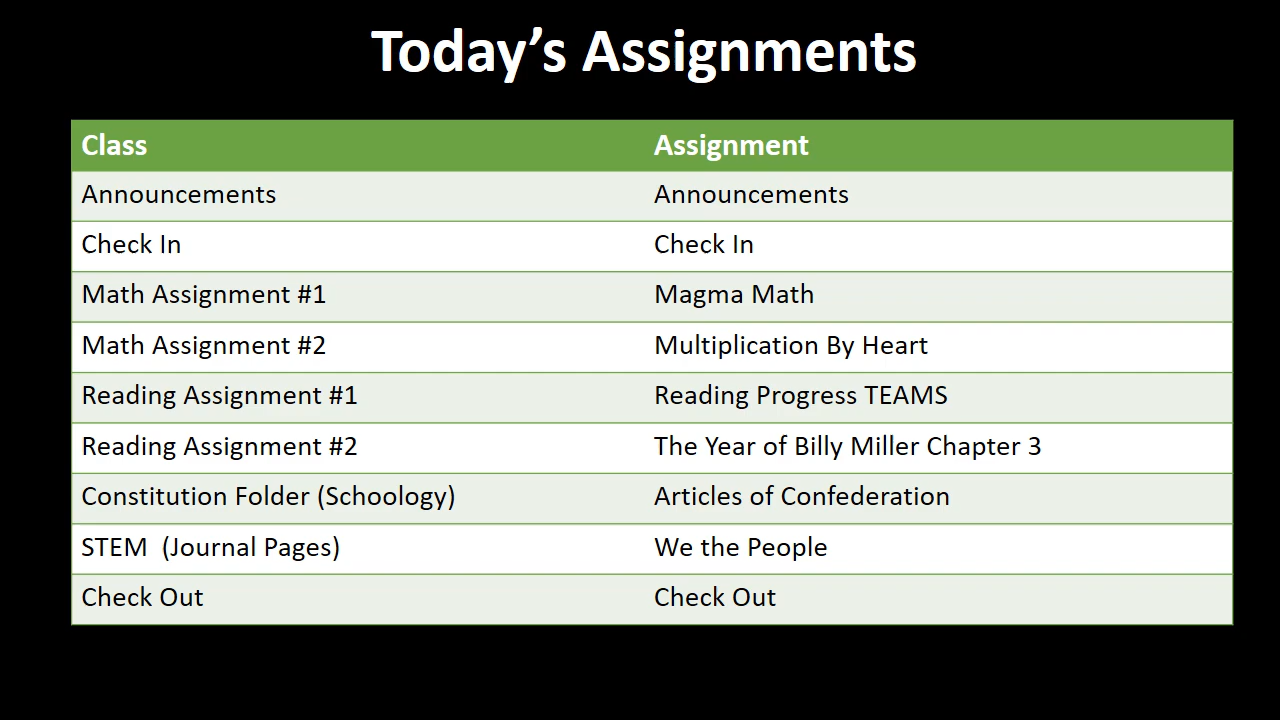 Today’s Assignments
Class Assignment
Announcements Announcements
Check In Check In
Math Assignment #1 Magma Math
Math Assignment #2 Multiplication By Heart
Reading Assignment #1 Reading Progress TEAMS
Reading Assignment #2 The Year of Billy Miller Chapter 3
Constitution Folder (Schoology) Articles of Confederation
STEM  (Journal Pages) We the People
Check Out Check Out